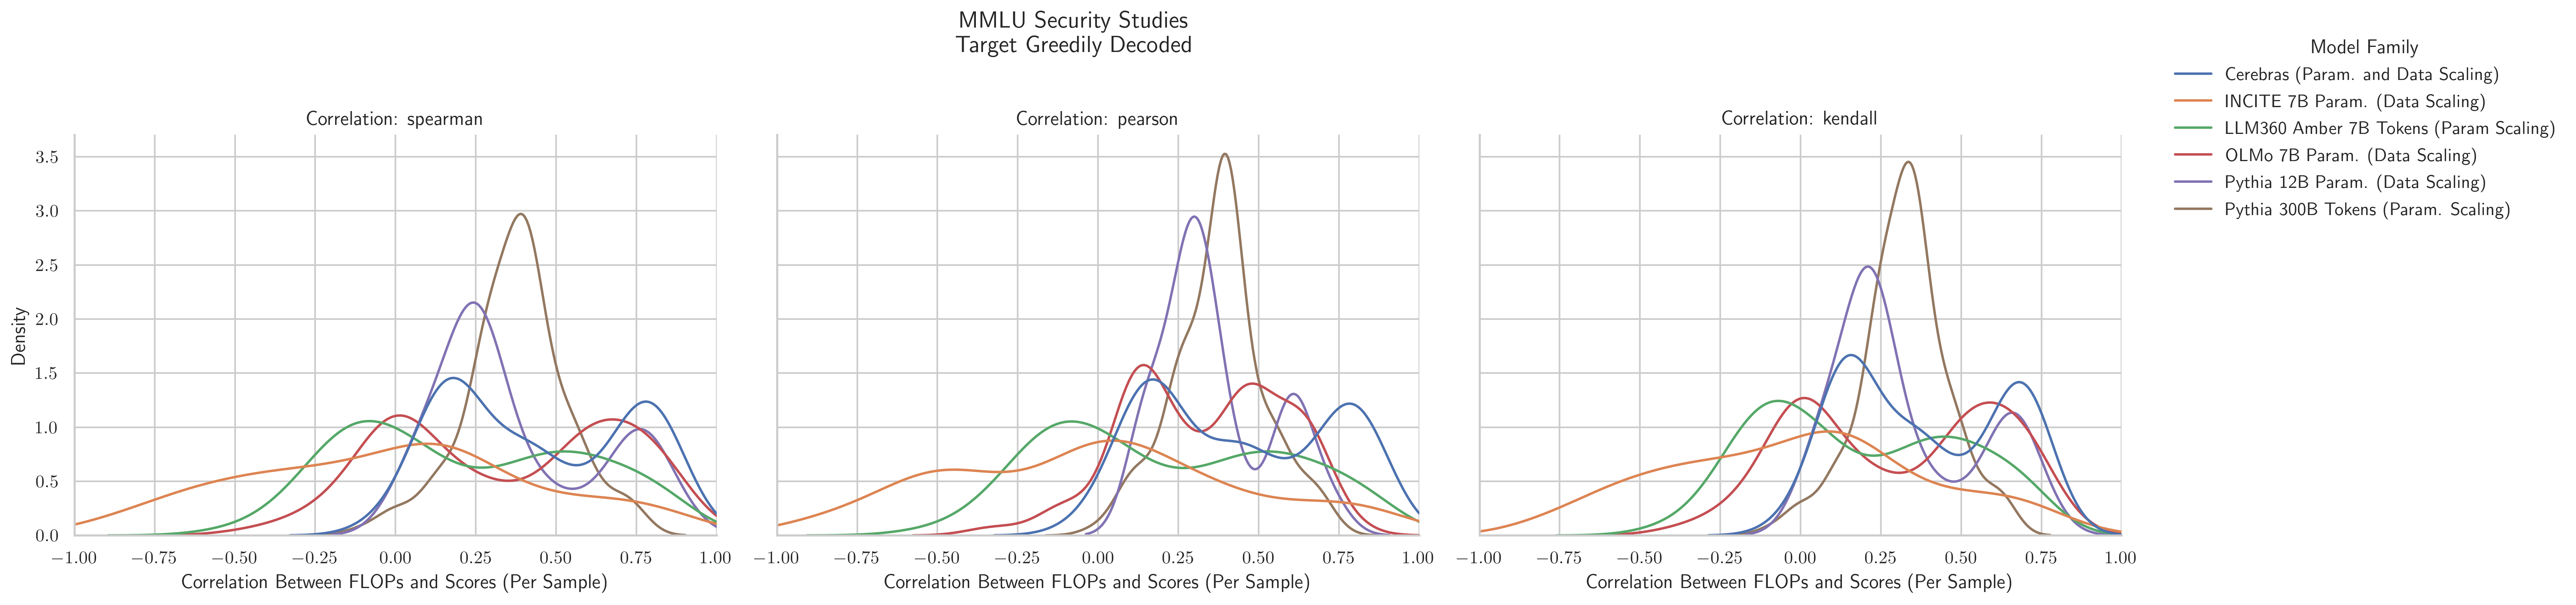 MMLU Security Studies
Target Greedily Decoded
Model Family
Cerebras (Param. and Data Scaling)
INCITE 7B Param. (Data Scaling)
LLM360 Amber 7B Tokens (Param Scaling)
OLMo 7B Param. (Data Scaling)
Pythia 12B Param. (Data Scaling)
Pythia 300B Tokens (Param. Scaling)
Correlation: spearman
Correlation: pearson
Correlation: kendall
Density
3.5
3.0
2.5
2.0
1.5
1.0
0.5
0.0
−1.00 −0.75 −0.50 −0.25 0.00 0.25 0.50 0.75 1.00
−1.00 −0.75 −0.50 −0.25 0.00 0.25 0.50 0.75 1.00
−1.00 −0.75 −0.50 −0.25 0.00 0.25 0.50 0.75 1.00
Correlation Between FLOPs and Scores (Per Sample)
Correlation Between FLOPs and Scores (Per Sample)
Correlation Between FLOPs and Scores (Per Sample)